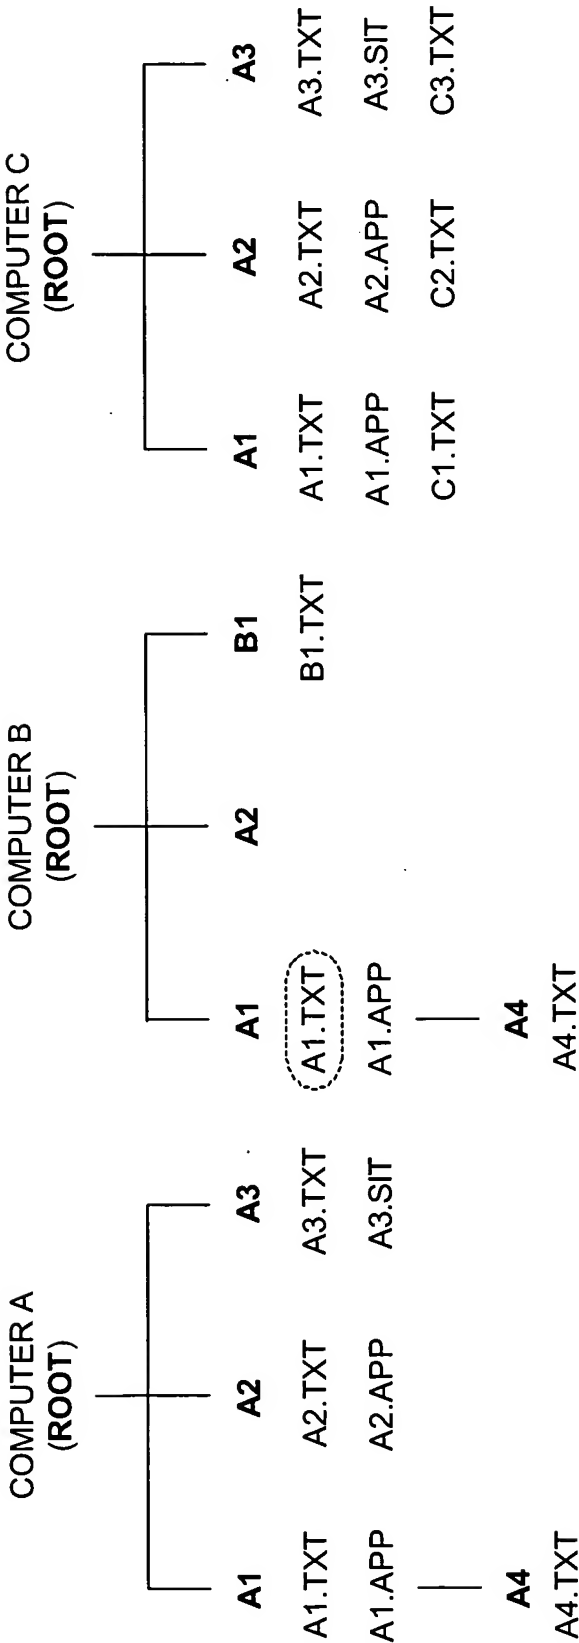 COMPUTER A
(ROOT)
A1
A1.TXT
A1.APP
A4
A4.TXT
A2
A2.TXT
A2.APP
A3
A3.TXT
A3.SIT
COMPUTER B
(ROOT)
A1
A1.TXT
A1.APP
A4
A4.TXT
A2
B1
B1.TXT
COMPUTER C
(ROOT)
A1
A1.TXT
A1.APP
C1.TXT
A2
A2.TXT
A2.APP
C2.TXT
A3
A3.TXT
A3.SIT
C3.TXT